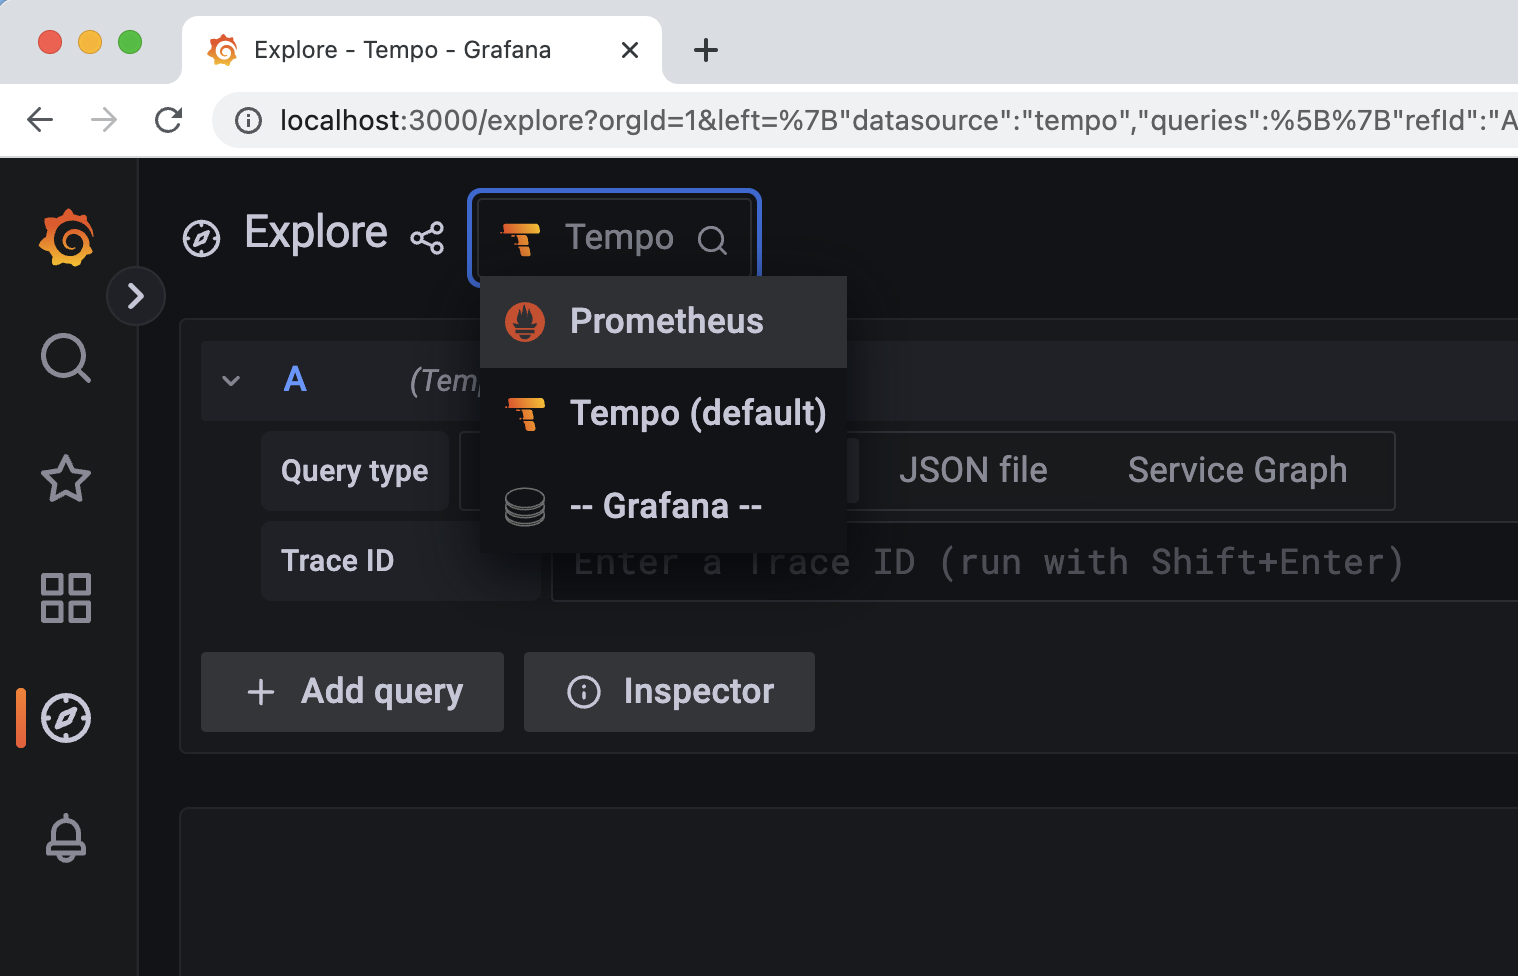 Explore - Tempo - Grafana
localhost:3000/explore?orgId=1&left=%7B"datasource":"tempo","queries":%5B%7B"refId":"A
Explore
Tempo
Prometheus
A
Tempo (default)
Query type
JSON file
Service Graph
-- Grafana --
Trace ID
Enter a Trace ID (run with Shift+Enter)
Add query
Inspector